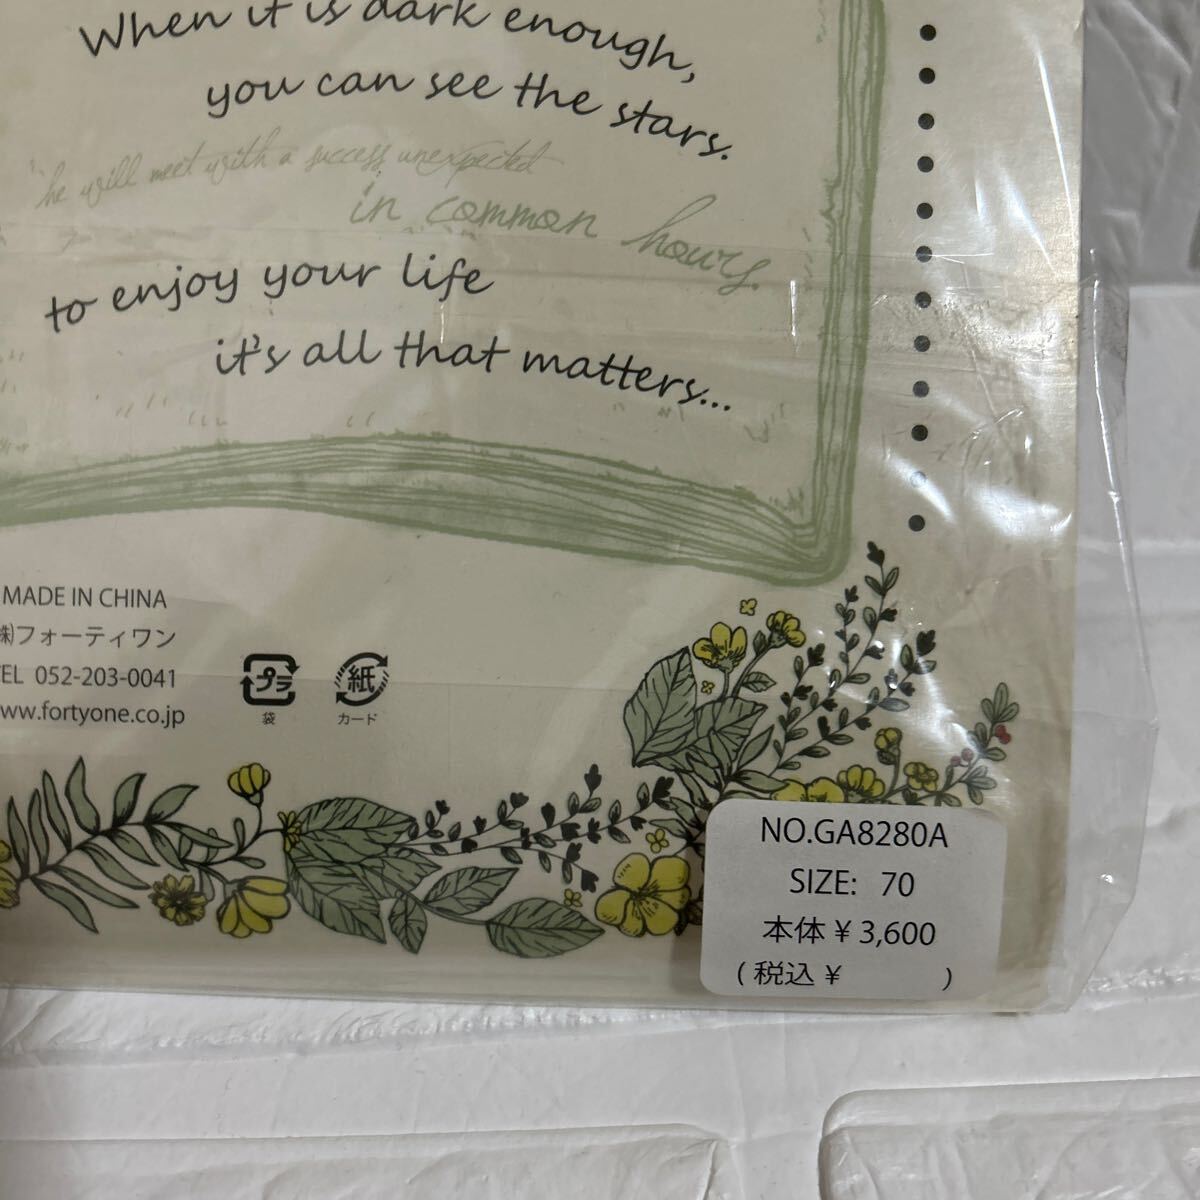 When it is dark enough,
you can see the stars.
"he will meet with a success unexpected
in common hours.
to enjoy your life
it's all that matters...
MADE IN CHINA
㈱フォーティワン
TEL 052-203-0041
www.fortyone.co.jp
プラ
袋
紙
カード
NO.GA8280A
SIZE: 70
本体¥3,600
(税込¥ )